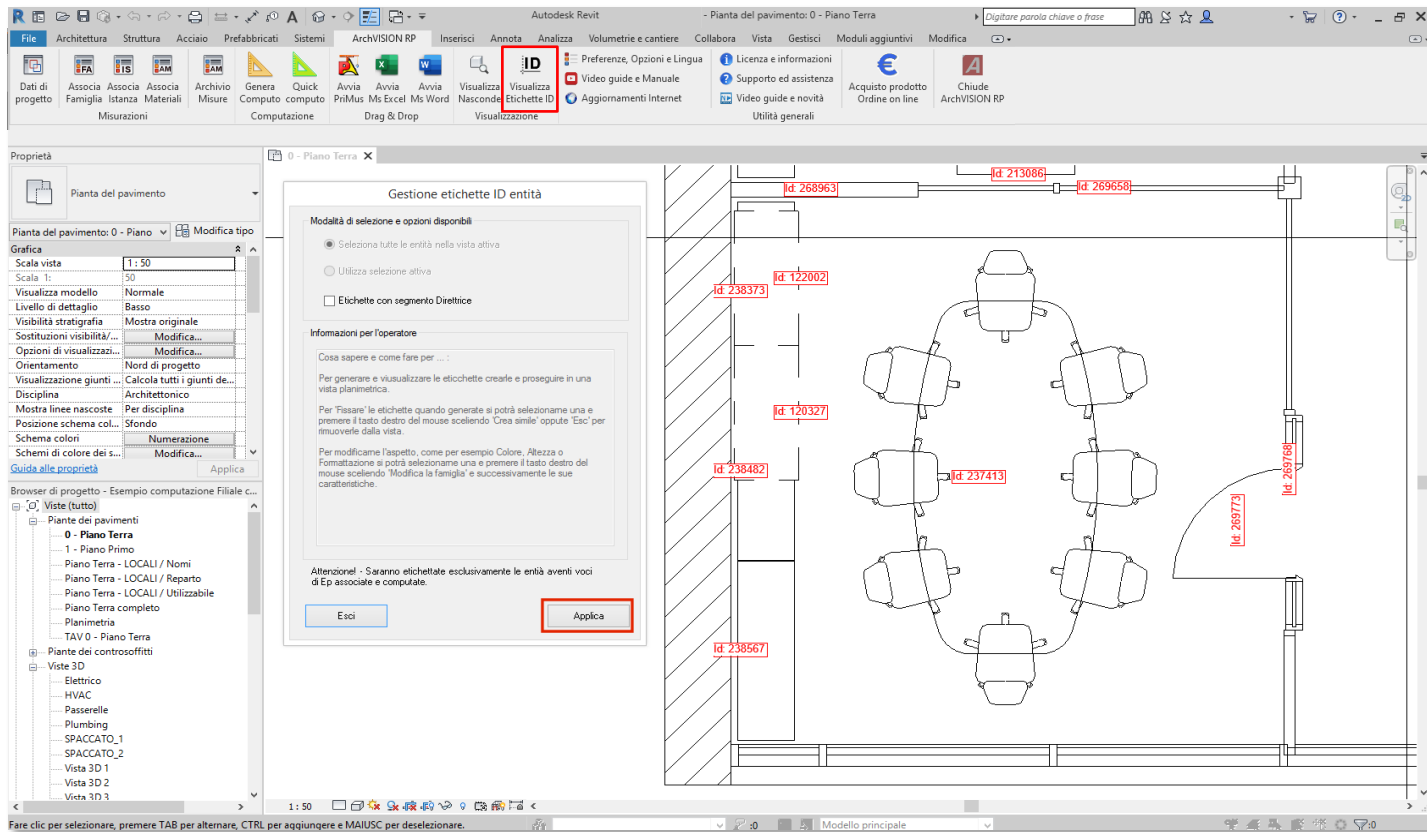 Autodesk Revit - Pianta del pavimento: 0 - Piano Terra
Digitare parola chiave o frase
File Architettura Struttura Acciaio Prefabbricati Sistemi ArchVISION RP Inserisci Annota Analizza Volumetrie e cantiere Collabora Vista Gestisci Moduli aggiuntivi Modifica
Dati di progetto
Associa Famiglia
Associa Istanza
Associa Materiali
Archivio Misure
Genera Computo
Quick computo
Avvia PriMus
Avvia Ms Excel
Avvia Ms Word
Visualizza Nasconde
ID
Visualizza Etichette ID
Preferenze, Opzioni e Lingua
Video guide e Manuale
Aggiornamenti Internet
Licenza e informazioni
Supporto ed assistenza
Video guide e novità
Acquisto prodotto Ordine on line
Chiude ArchVISION RP
Misurazioni Computazione Drag & Drop Visualizzazione Utilità generali
Proprietà
Pianta del pavimento
Pianta del pavimento: 0 - Piano Modifica tipo
Grafica
Scala vista 1 : 50
Scala 1: 50
Visualizza modello Normale
Livello di dettaglio Basso
Visibilità stratigrafia Mostra originale
Sostituzioni visibilità/... Modifica...
Opzioni di visualizzazi... Modifica...
Orientamento Nord di progetto
Visualizzazione giunti ... Calcola tutti i giunti de...
Disciplina Architettonico
Mostra linee nascoste Per disciplina
Posizione schema col... Sfondo
Schema colori Numerazione
Schemi di colore dei s... Modifica...
Guida alle proprietà Applica
Browser di progetto - Esempio computazione Filiale c...
Viste (tutto)
Piante dei pavimenti
0 - Piano Terra
1 - Piano Primo
Piano Terra - LOCALI / Nomi
Piano Terra - LOCALI / Reparto
Piano Terra - LOCALI / Utilizzabile
Piano Terra completo
Planimetria
TAV 0 - Piano Terra
Piante dei controsoffitti
Viste 3D
Elettrico
HVAC
Passerelle
Plumbing
SPACCATO_1
SPACCATO_2
Vista 3D 1
Vista 3D 2
Vista 3D 3
0 - Piano Terra
Gestione etichette ID entità
Modalità di selezione e opzioni disponibili
Seleziona tutte le entità nella vista attiva
Utilizza selezione attiva
Etichette con segmento Direttrice
Informazioni per l'operatore
Cosa sapere e come fare per ... :
Per generare e viusualizzare le eticchette crearle e proseguire in una
vista planimetrica.
Per 'Fissare' le etichette quando generate si potrà selezionarne una e
premere il tasto destro del mouse sceliendo 'Crea simile' oppute 'Esc' per
rimuoverle dalla vista.
Per modificarne l'aspetto, come per esempio Colore, Altezza o
Formattazione si potrà selezionarne una e premere il tasto destro del
mouse sceliendo 'Modifica la famiglia' e successivamente le sue
caratteristiche.
Attenzione! - Saranno etichettate esclusivamente le entià aventi voci
di Ep associate e computate.
Esci Applica
Id: 213086
Id: 268963
Id: 269658
Id: 122002
Id: 238373
Id: 120327
Id: 238482
Id: 237413
Id: 269768
Id: 269773
Id: 238567
1 : 50
Fare clic per selezionare, premere TAB per alternare, CTRL per aggiungere e MAIUSC per deselezionare.
:0 Modello principale :0